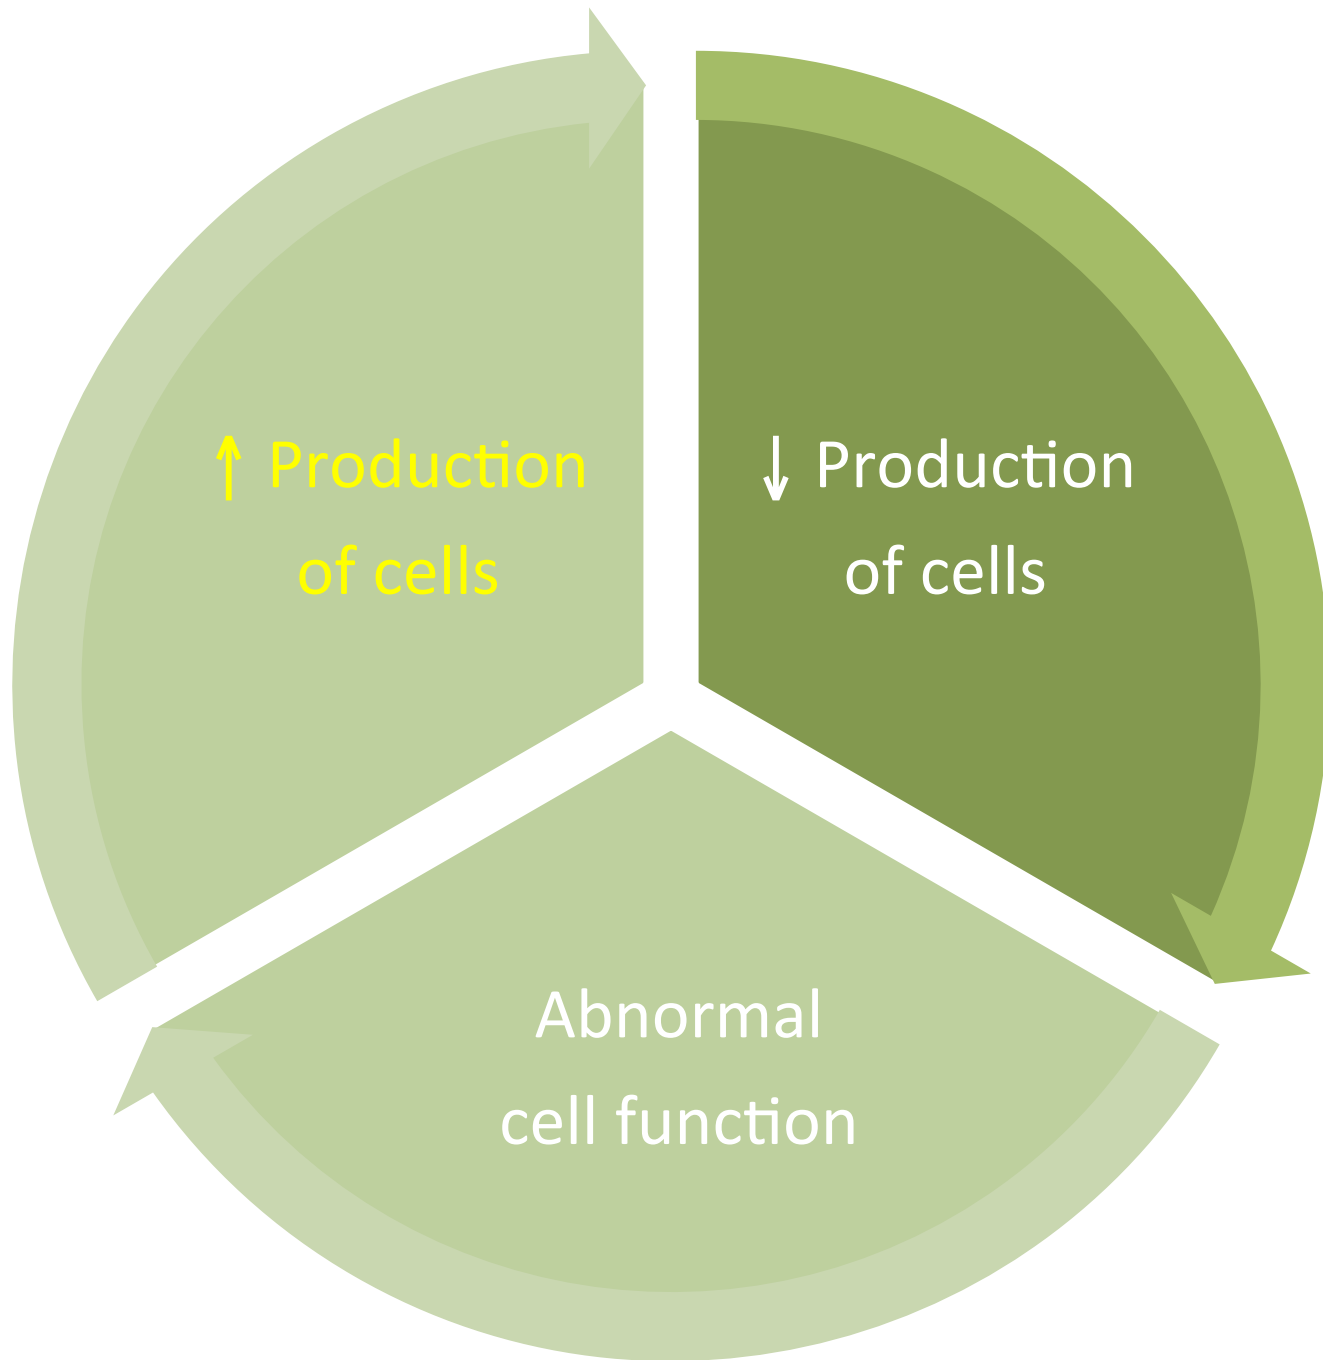 ↑ Production
of cells
↓ Production
of cells
Abnormal
cell function